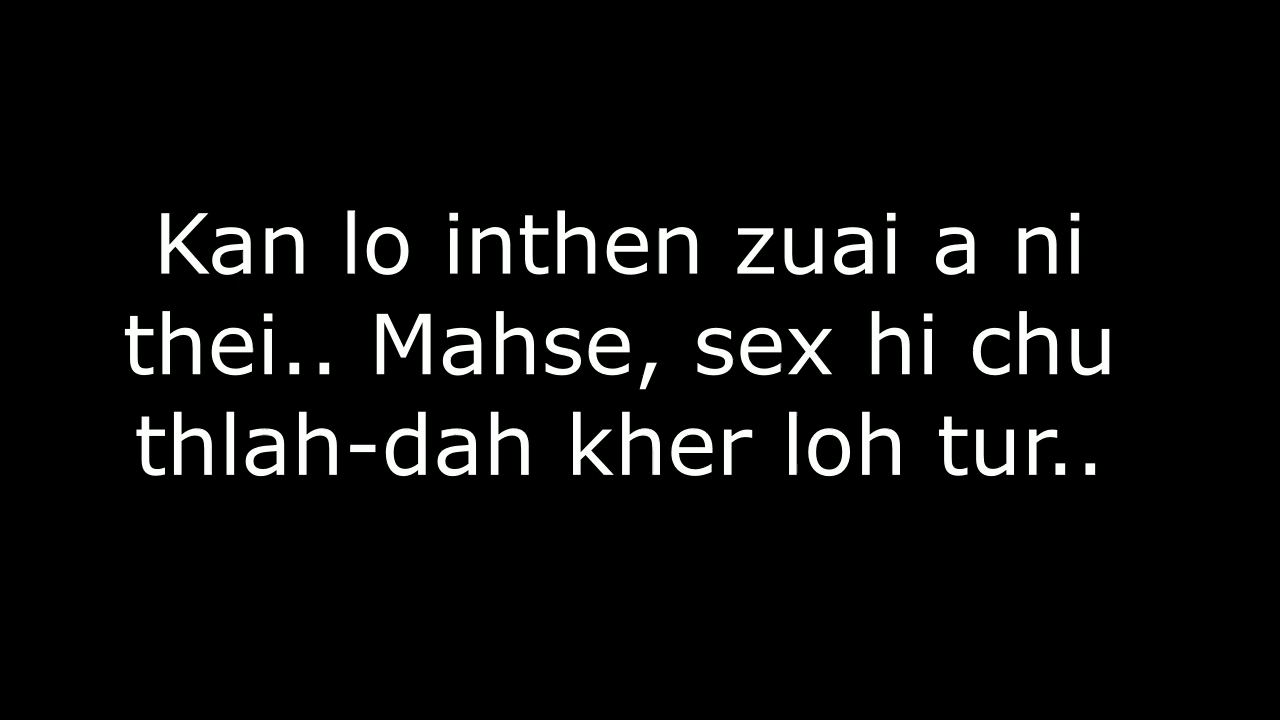 Kan lo inthen zuai a ni
thei.. Mahse, sex hi chu
thlah-dah kher loh tur..